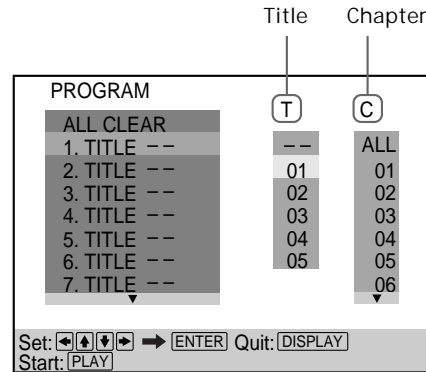 Title Chapter
PROGRAM
T C
ALL CLEAR
1. TITLE – – – – ALL
2. TITLE – – 01 01
3. TITLE – – 02 02
4. TITLE – – 03 03
5. TITLE – – 04 04
6. TITLE – – 05 05
7. TITLE – – 06
Set: ENTER Quit: DISPLAY
Start: PLAY